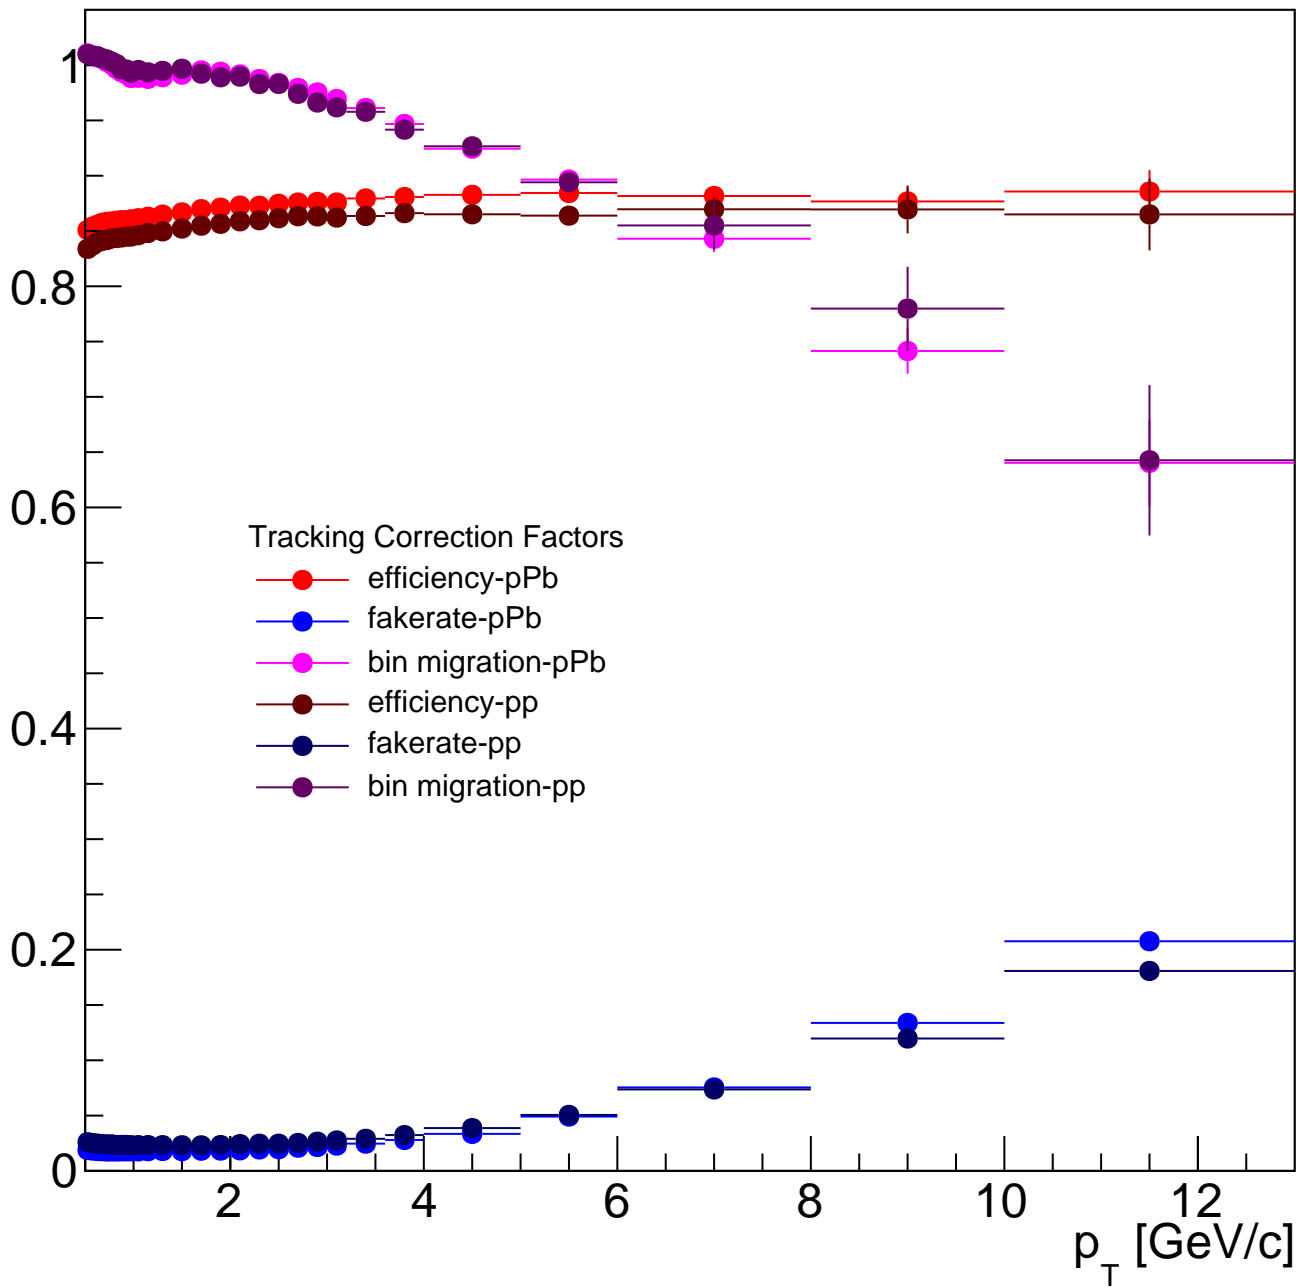 1
0.8
0.6
Tracking Correction Factors
efficiency-pPb
fakerate-pPb
bin migration-pPb
efficiency-pp
fakerate-pp
bin migration-pp
0.4
0.2
0
2 4 6 8 10 12
p_T [GeV/c]